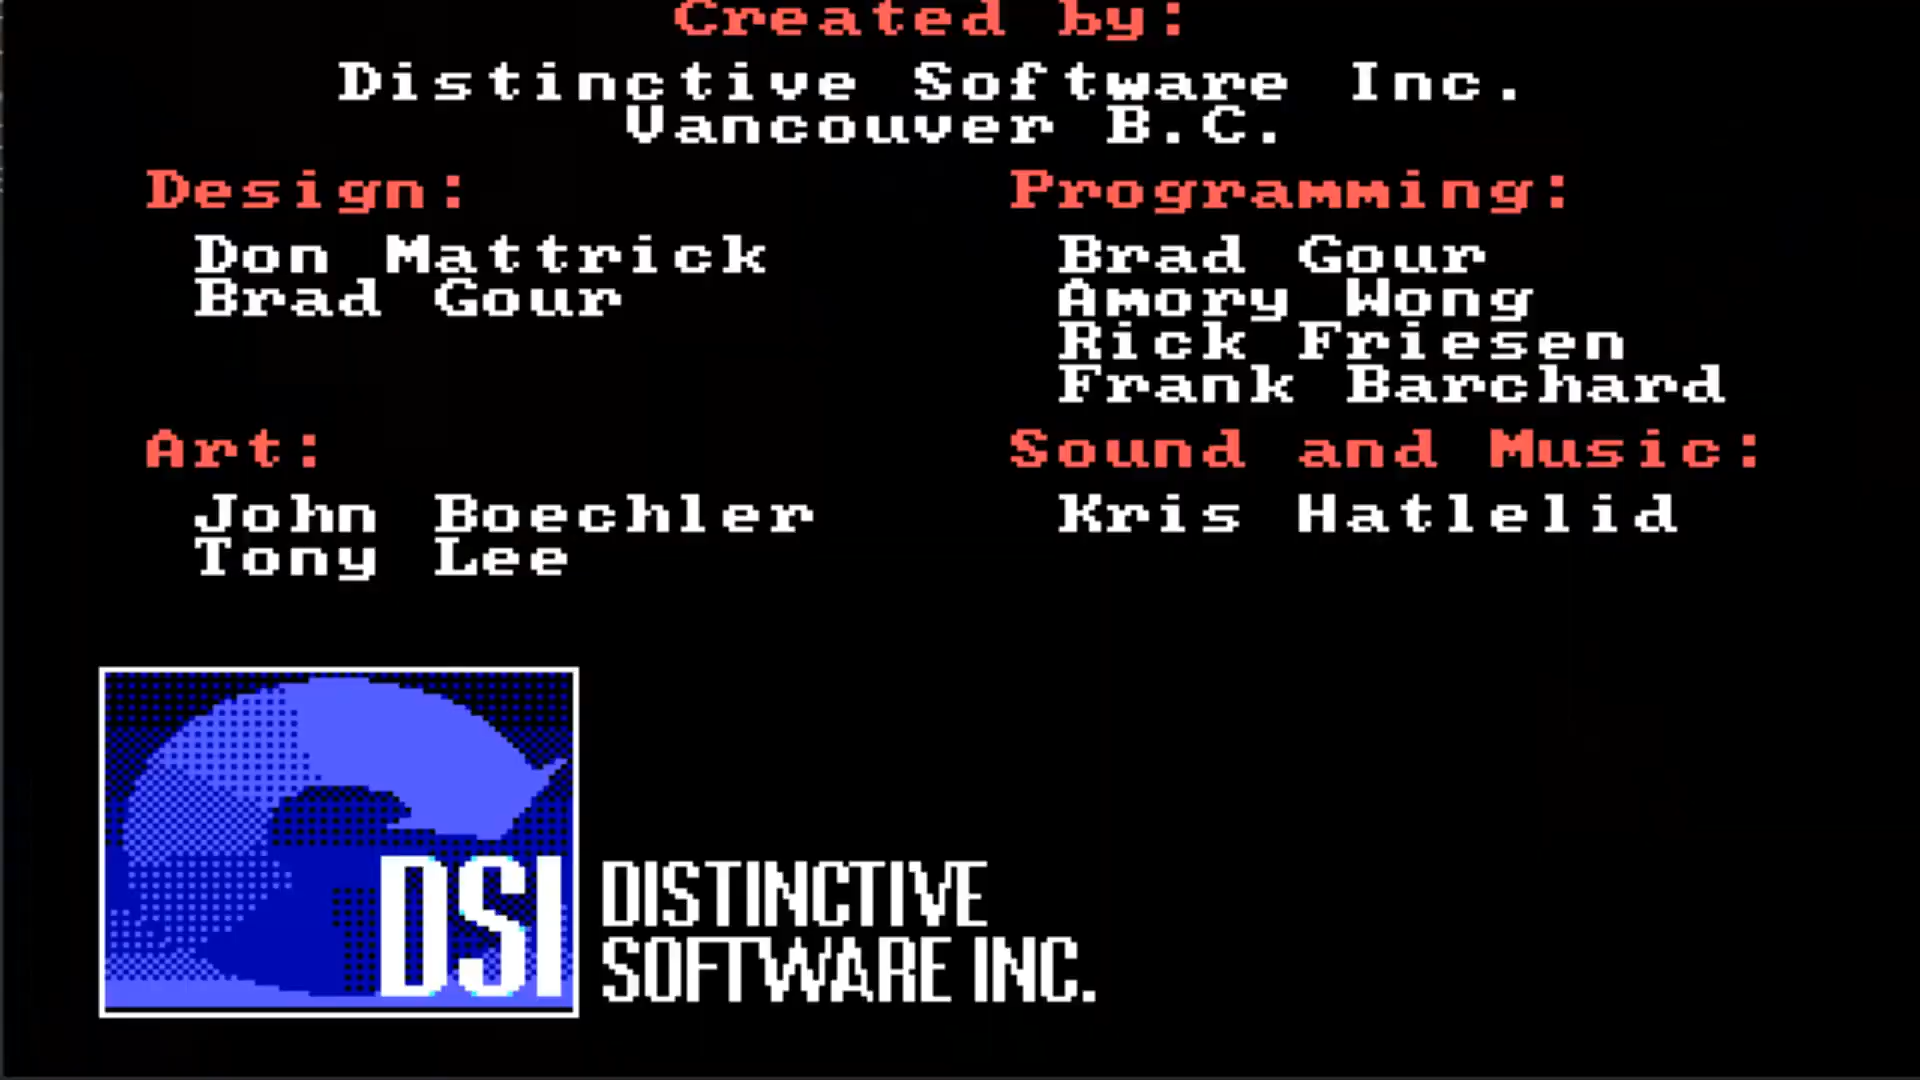 Created by:
Distinctive Software Inc.
Vancouver B.C.
Design:
Don Mattrick
Brad Gour
Programming:
Brad Gour
Amory Wong
Rick Friesen
Frank Barchard
Art:
John Boechler
Tony Lee
Sound and Music:
Kris Hatlelid
DSI
DISTINCTIVE
SOFTWARE INC.